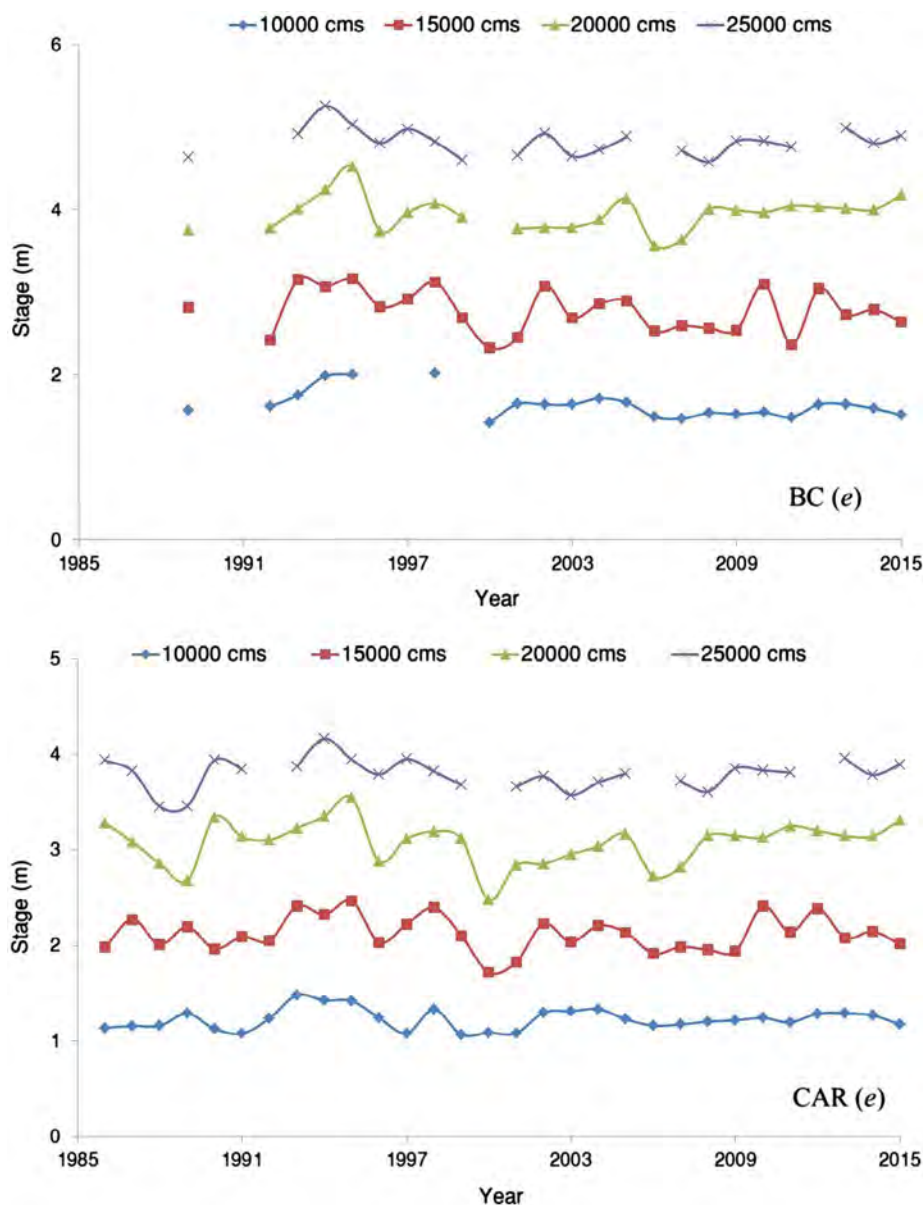 10000 cms 15000 cms 20000 cms 25000 cms
6
4
2
0
Stage (m)
BC (e)
1985 1991 1997 2003 2009 2015
Year
10000 cms 15000 cms 20000 cms 25000 cms
5
4
3
2
1
0
Stage (m)
CAR (e)
1985 1991 1997 2003 2009 2015
Year